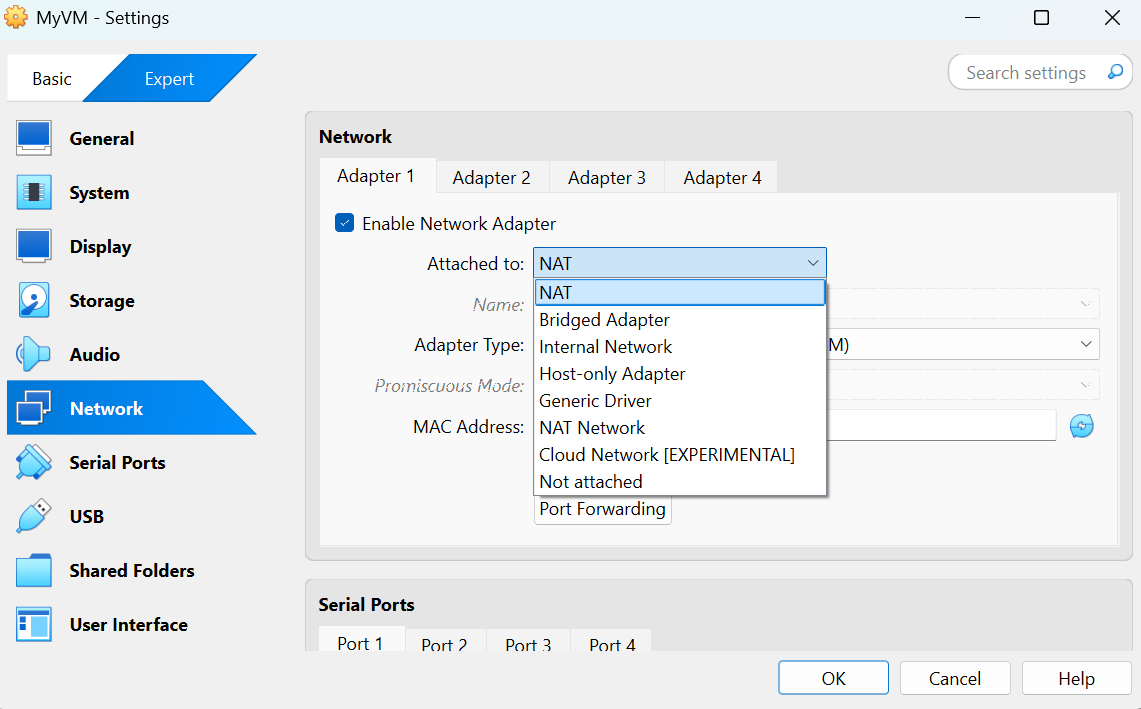 MyVM - Settings
Basic
Expert
Search settings
General
System
Display
Storage
Audio
Network
Serial Ports
USB
Shared Folders
User Interface
Network
Adapter 1
Adapter 2
Adapter 3
Adapter 4
Enable Network Adapter
Attached to:
NAT
NAT
Bridged Adapter
Internal Network
Host-only Adapter
Generic Driver
NAT Network
Cloud Network [EXPERIMENTAL]
Not attached
Name:
Adapter Type:
M)
Promiscuous Mode:
MAC Address:
Port Forwarding
Serial Ports
Port 1
Port 2
Port 3
Port 4
OK
Cancel
Help